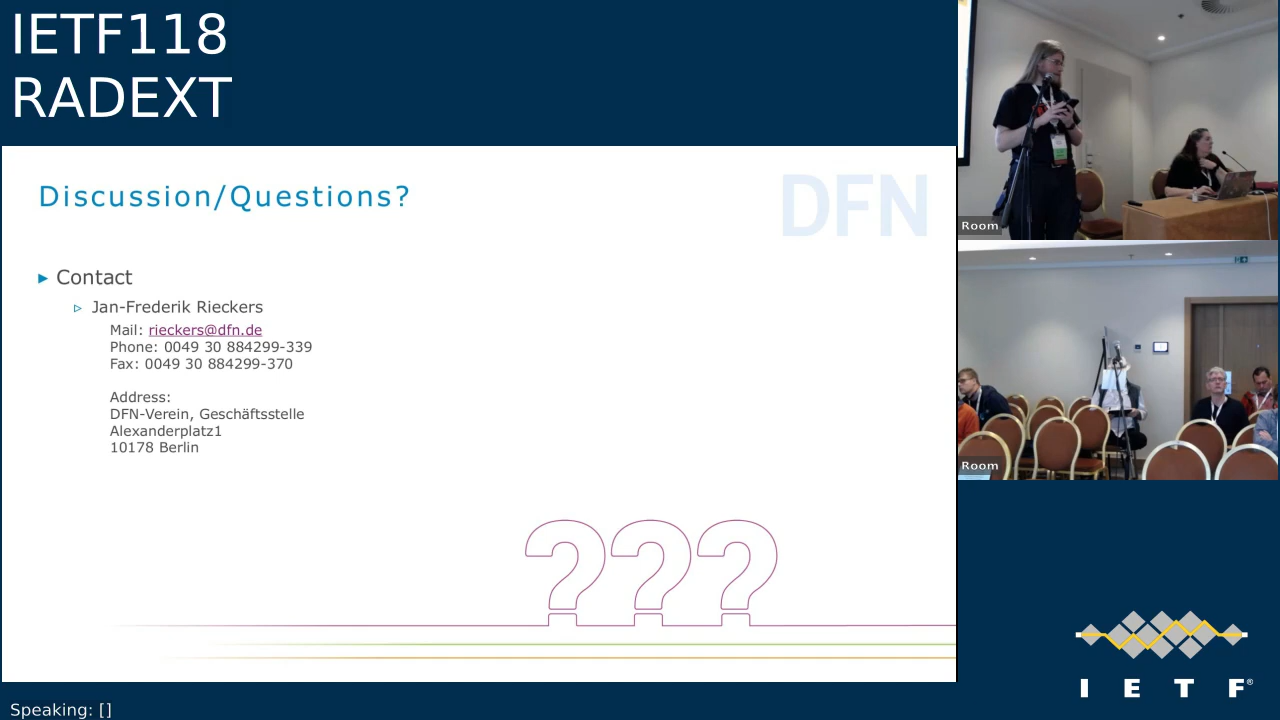 IETF118
RADEXT
Discussion/Questions?
DFN
Contact
Jan-Frederik Rieckers
Mail: rieckers@dfn.de
Phone: 0049 30 884299-339
Fax: 0049 30 884299-370
Address:
DFN-Verein, Geschäftsstelle
Alexanderplatz1
10178 Berlin
???
Room
Room
I E T F®
Speaking: []